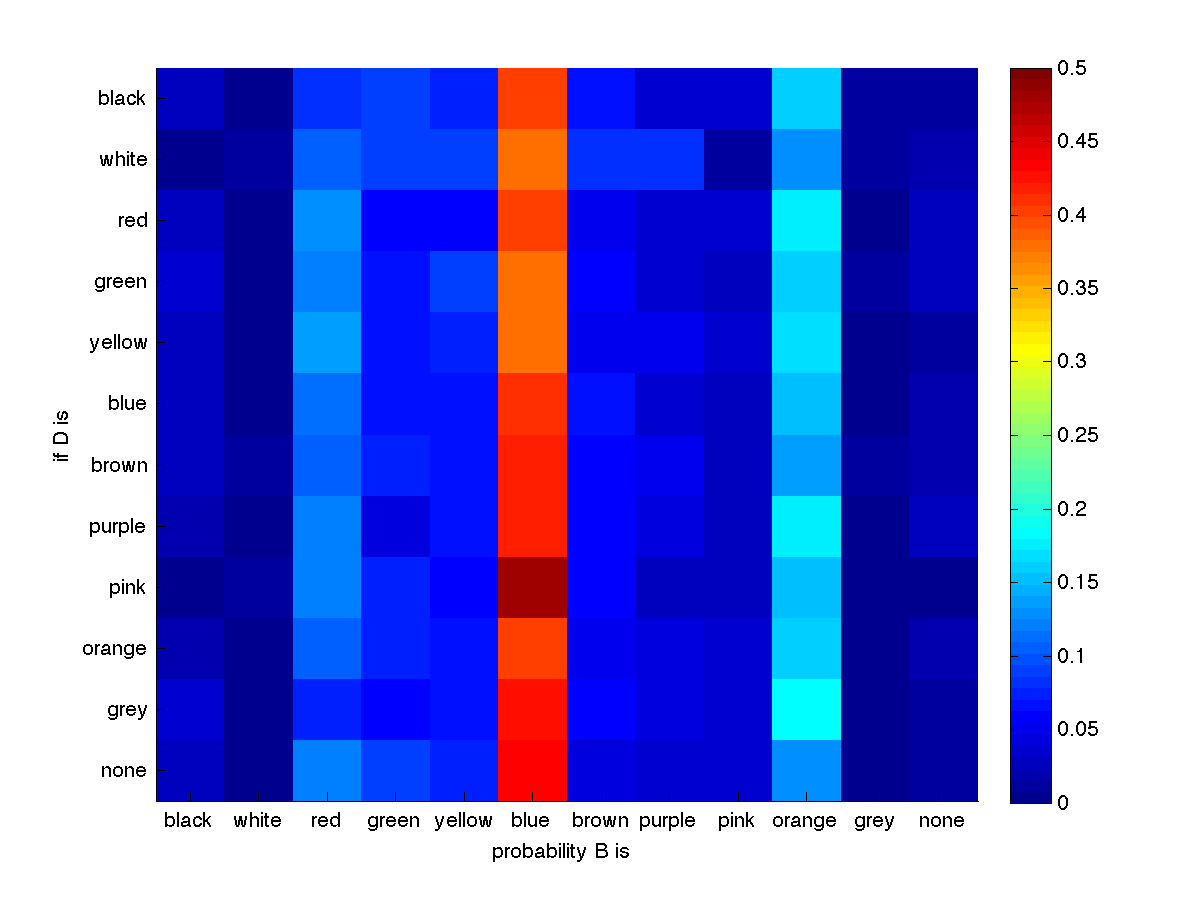 black
white
red
green
yellow
blue
brown
purple
pink
orange
grey
none
if D is
black white red green yellow blue brown purple pink orange grey none
probability B is
0.5
0.45
0.4
0.35
0.3
0.25
0.2
0.15
0.1
0.05
0